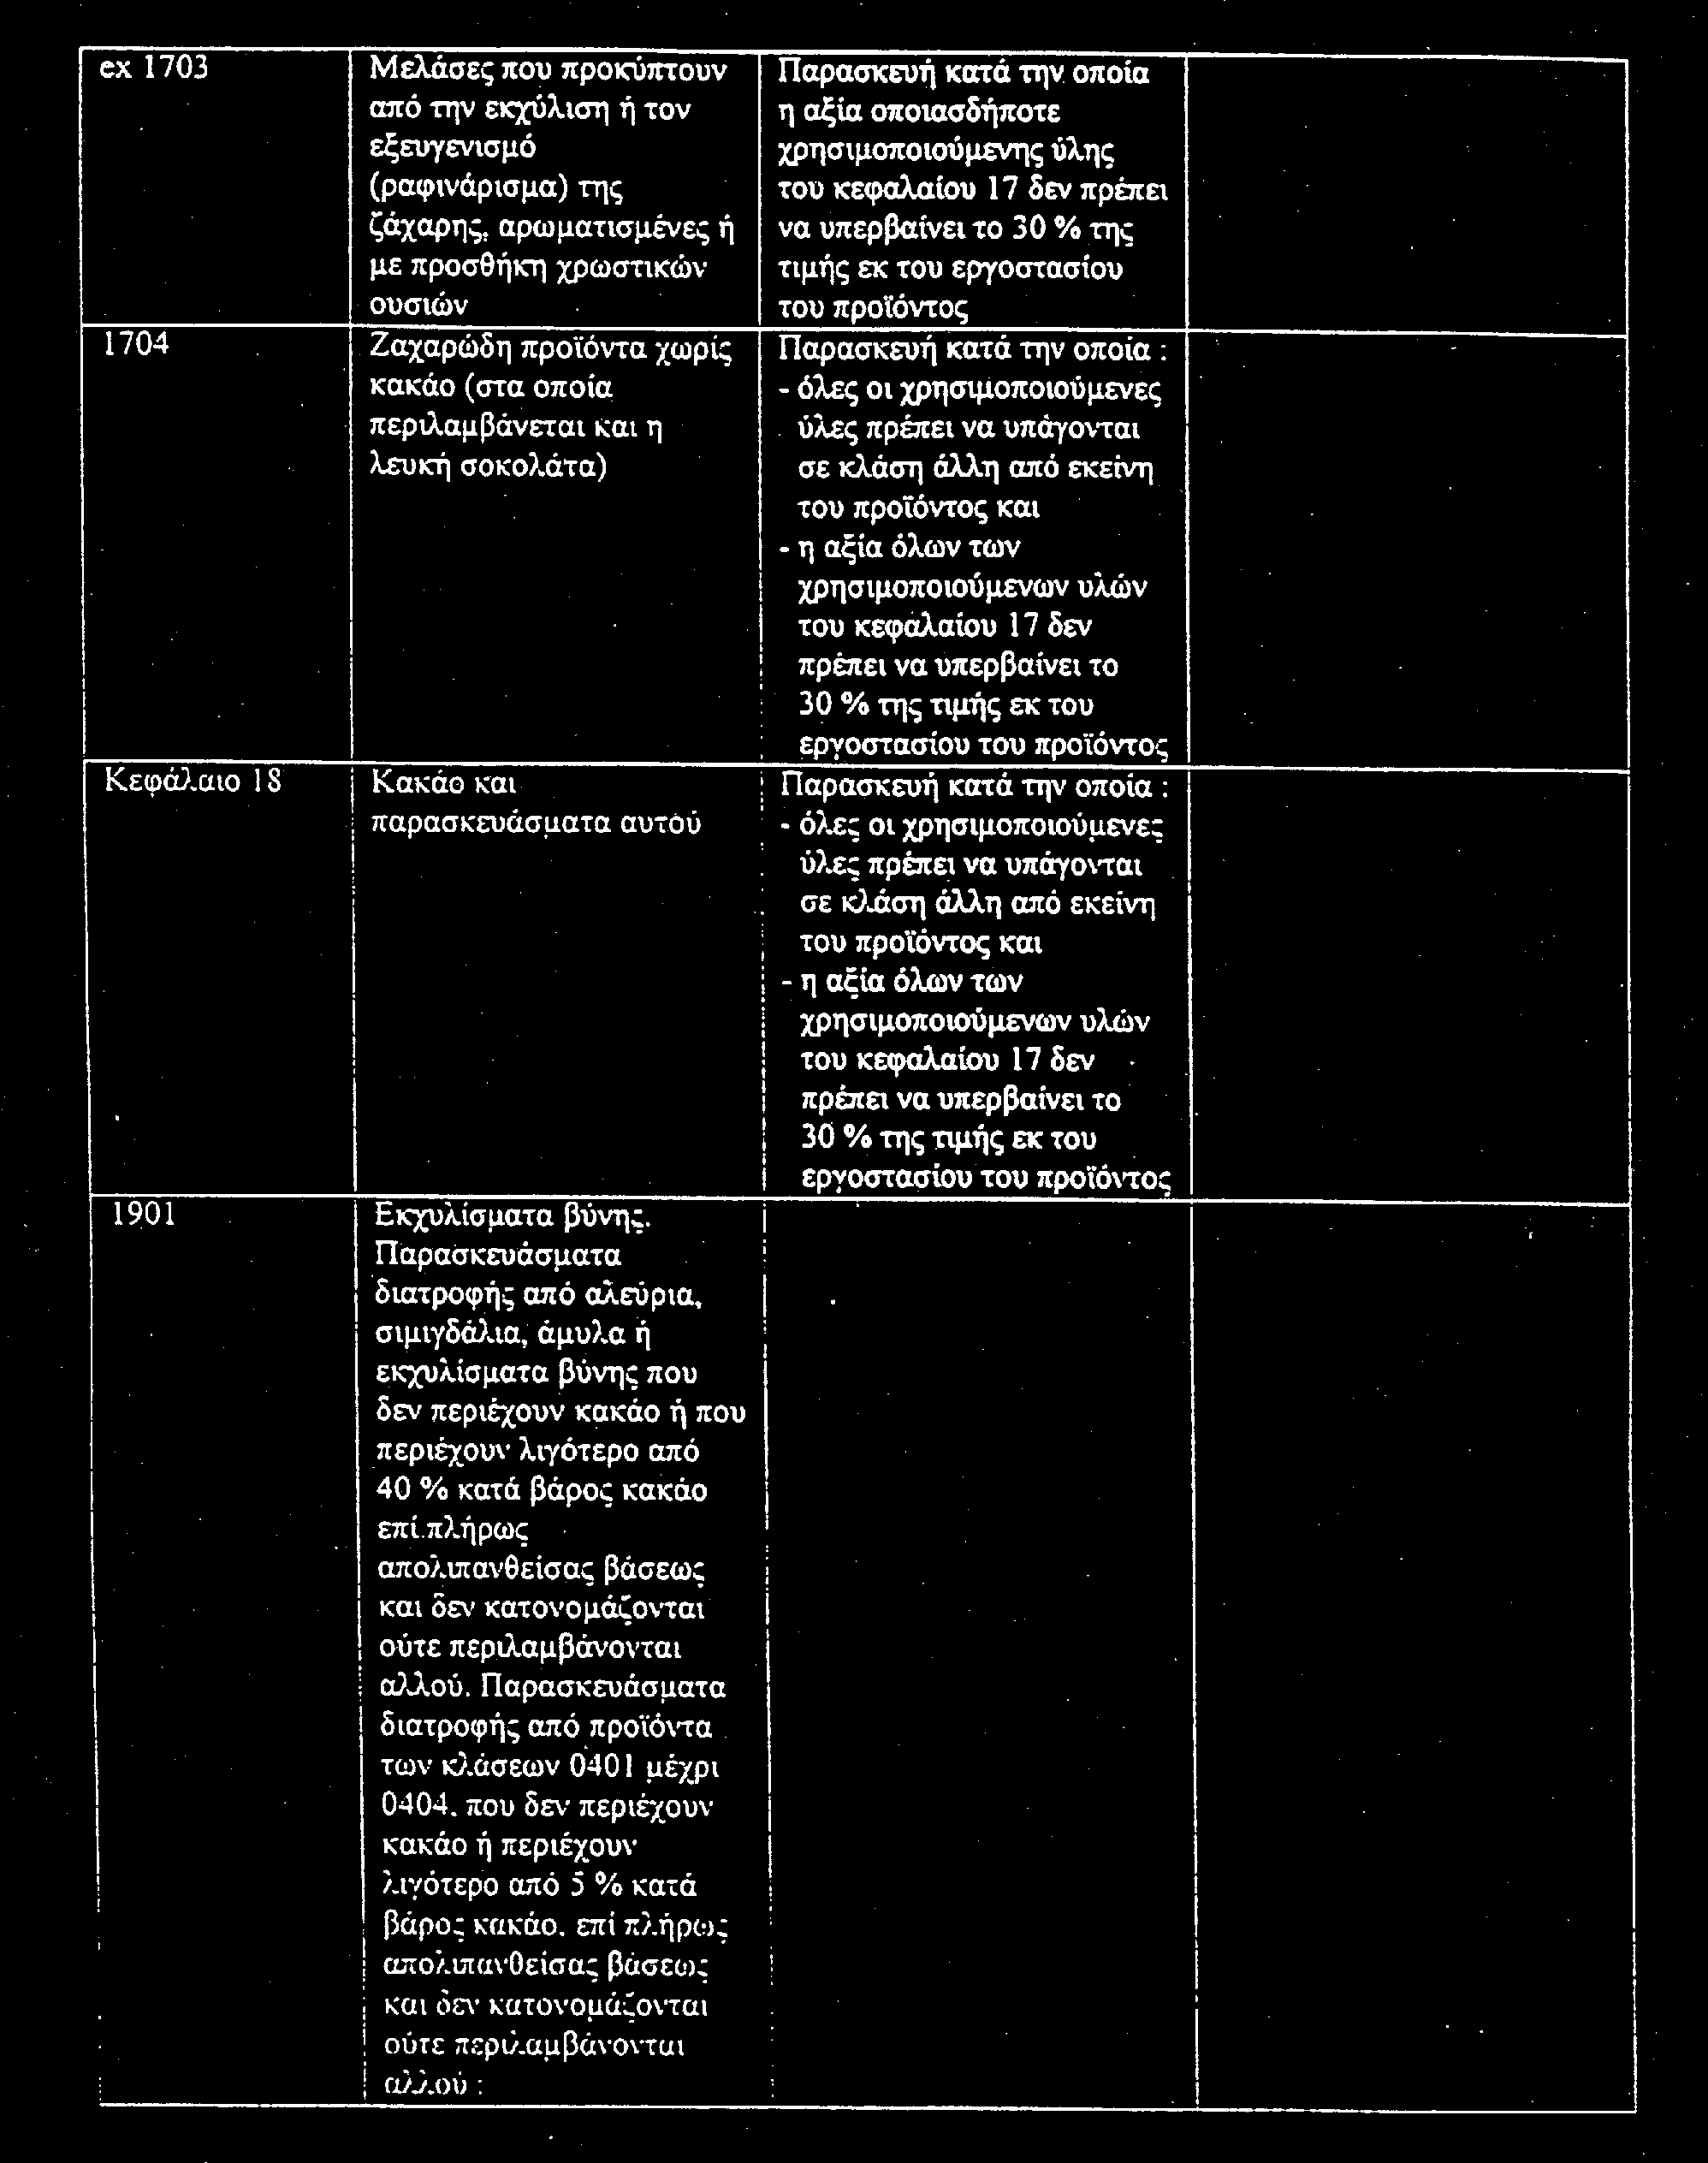 ex 1703
Μελάσες που προκύπτουν
από την εκχύλιση ή τον
εξευγενισμό
(ραφινάρισμα) της
ζάχαρης, αρωματισμένες ή
με προσθήκη χρωστικών
ουσιών
Παρασκευή κατά την οποία
η αξία οποιασδήποτε
χρησιμοποιούμενης ύλης
του κεφαλαίου 17 δεν πρέπει
να υπερβαίνει το 30 % της
τιμής εκ του εργοστασίου
του προϊόντος
1704
Ζαχαρώδη προϊόντα χωρίς
κακάο (στα οποία
περιλαμβάνεται και η
λευκή σοκολάτα)
Παρασκευή κατά την οποία :
- όλες οι χρησιμοποιούμενες
ύλες πρέπει να υπάγονται
σε κλάση άλλη από εκείνη
του προϊόντος και
- η αξία όλων των
χρησιμοποιούμενων υλών
του κεφαλαίου 17 δεν
πρέπει να υπερβαίνει το
30 % της τιμής εκ του
εργοστασίου του προϊόντος
Κεφάλαιο 18
Κακάο και
παρασκευάσματα αυτού
Παρασκευή κατά την οποία :
- όλες οι χρησιμοποιούμενες
ύλες πρέπει να υπάγονται
σε κλάση άλλη από εκείνη
του προϊόντος και
- η αξία όλων των
χρησιμοποιούμενων υλών
του κεφαλαίου 17 δεν
πρέπει να υπερβαίνει το
30 % της τιμής εκ του
εργοστασίου του προϊόντος
1901
Εκχυλίσματα βύνης.
Παρασκευάσματα
διατροφής από αλεύρια,
σιμιγδάλια, άμυλα ή
εκχυλίσματα βύνης που
δεν περιέχουν κακάο ή που
περιέχουν λιγότερο από
40 % κατά βάρος κακάο
επί πλήρως
απολιπανθείσας βάσεως
και δεν κατονομάζονται
ούτε περιλαμβάνονται
αλλού. Παρασκευάσματα
διατροφής από προϊόντα
των κλάσεων 0401 μέχρι
0404, που δεν περιέχουν
κακάο ή περιέχουν
λιγότερο από 5 % κατά
βάρος κακάο, επί πλήρως
απολιπανθείσας βάσεως
και δεν κατονομάζονται
ούτε περιλαμβάνονται
αλλού :